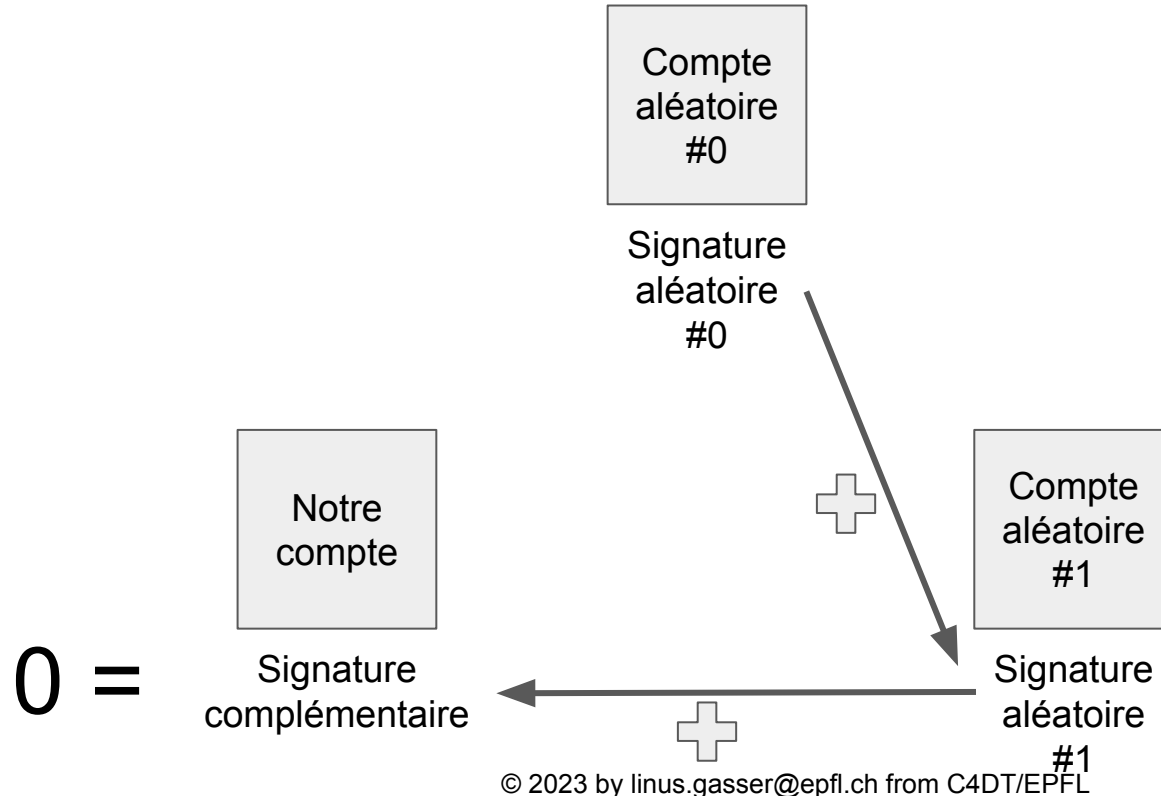 Compte
aléatoire
#0
Signature
aléatoire
#0
Notre
compte
Compte
aléatoire
#1
0 =
Signature
complémentaire
Signature
aléatoire
#1
© 2023 by linus.gasser@epfl.ch from C4DT/EPFL